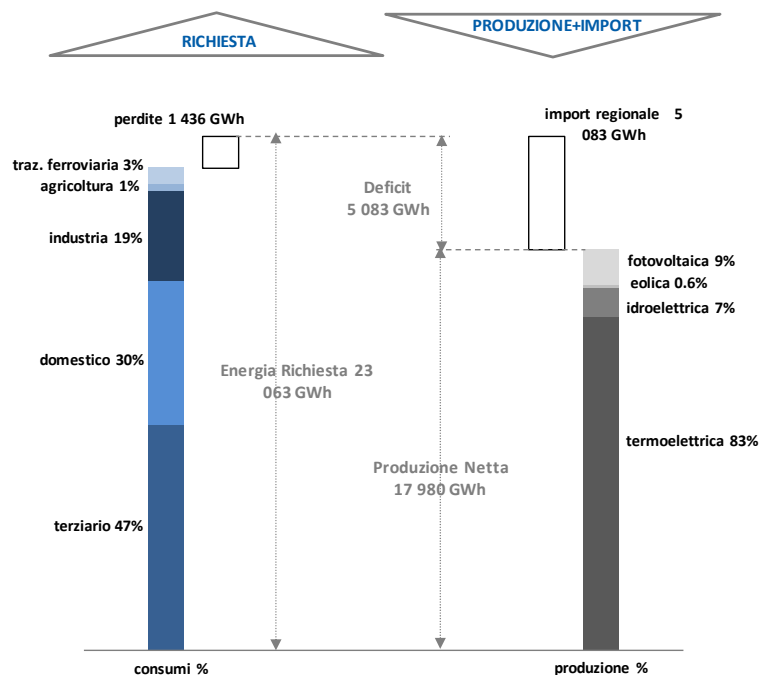 RICHIESTA
PRODUZIONE+IMPORT
perdite 1 436 GWh
import regionale 5
083 GWh
traz. ferroviaria 3%
agricoltura 1%
industria 19%
domestico 30%
terziario 47%
Deficit
5 083 GWh
Energia Richiesta 23
063 GWh
Produzione Netta
17 980 GWh
fotovoltaica 9%
eolica 0.6%
idroelettrica 7%
termoelettrica 83%
consumi %
produzione %